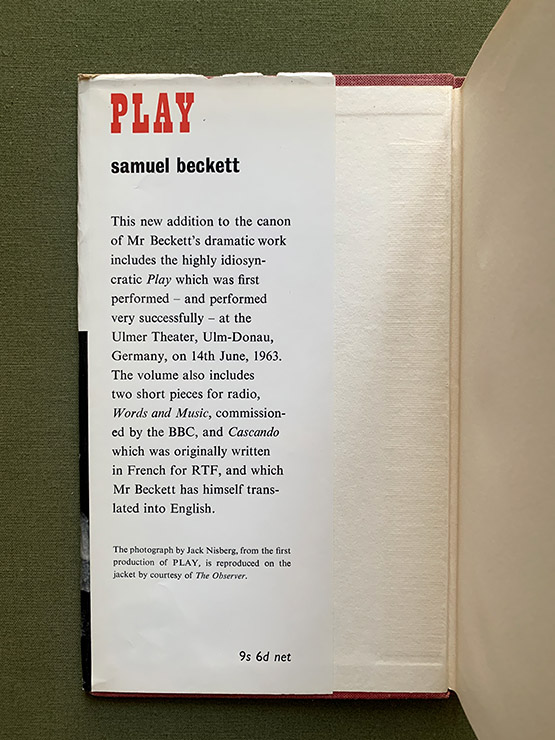 PLAY
samuel beckett
This new addition to the canon
of Mr Beckett's dramatic work
includes the highly idiosyn-
cratic Play which was first
performed – and performed
very successfully – at the
Ulmer Theater, Ulm-Donau,
Germany, on 14th June, 1963.
The volume also includes
two short pieces for radio,
Words and Music, commission-
ed by the BBC, and Cascando
which was originally written
in French for RTF, and which
Mr Beckett has himself trans-
lated into English.
The photograph by Jack Nisberg, from the first
production of PLAY, is reproduced on the
jacket by courtesy of The Observer.
9s 6d net